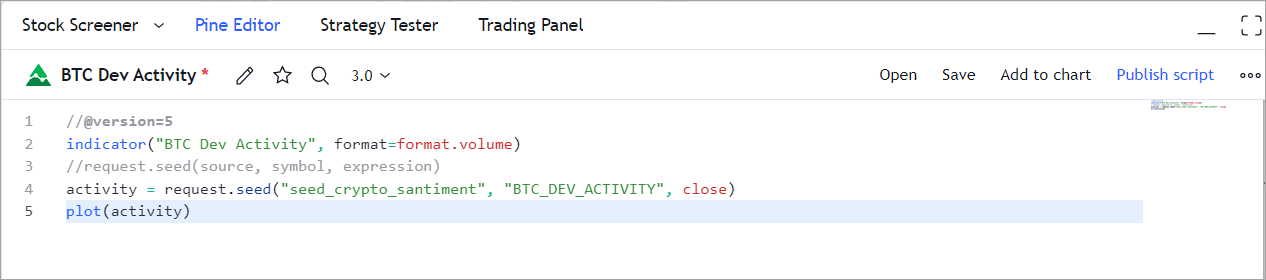 Stock Screener Pine Editor Strategy Tester Trading Panel
BTC Dev Activity * 3.0 Open Save Add to chart Publish script
1 //@version=5
2 indicator("BTC Dev Activity", format=format.volume)
3 //request.seed(source, symbol, expression)
4 activity = request.seed("seed_crypto_santiment", "BTC_DEV_ACTIVITY", close)
5 plot(activity)